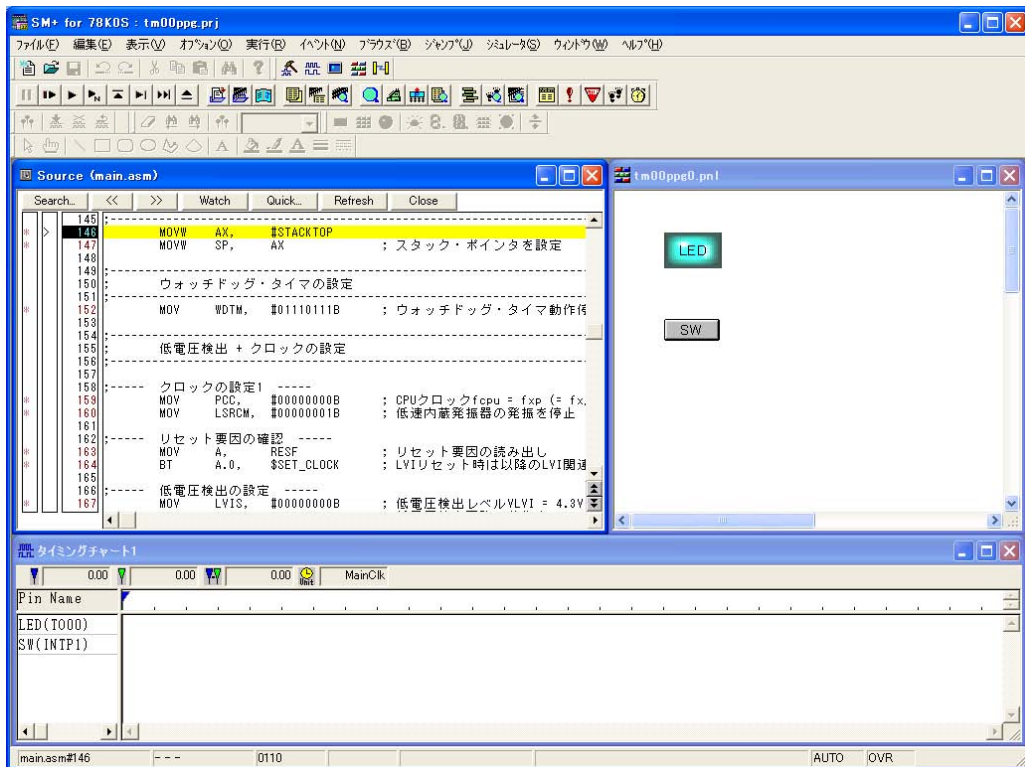 SM+ for 78K0S : tm00ppg.prj
ファイル(F) 編集(E) 表示(V) オプション(O) 実行(R) イベント(N) ブラウズ(B) ジャンプ(J) シミュレータ(S) ウィンドウ(W) ヘルプ(H)
Source (main.asm)
Search... << >> Watch Quick... Refresh Close
145 ;------------------------------------------------------------
146 MOVW AX, #STACKTOP
147 MOVW SP, AX ; スタック・ポインタを設定
148
149 ;------------------------------------------------------------
150 ; ウォッチドッグ・タイマの設定
151 ;------------------------------------------------------------
152 MOV WDTM, #01110111B ; ウォッチドッグ・タイマ動作停
153
154 ;------------------------------------------------------------
155 ; 低電圧検出 + クロックの設定
156 ;------------------------------------------------------------
157
158 ;----- クロックの設定1 -----
159 MOV PCC, #00000000B ; CPUクロックfcpu = fxp (= fx,
160 MOV LSRCM, #00000001B ; 低速内蔵発振器の発振を停止
161
162 ;----- リセット要因の確認 -----
163 MOV A, RESF ; リセット要因の読み出し
164 BT A.0, $SET_CLOCK ; LVIリセット時は以降のLVI関連
165
166 ;----- 低電圧検出の設定 -----
167 MOV LVIS, #00000000B ; 低電圧検出レベルVLVI = 4.3V
tm00ppg0.pnl
LED
SW
タイミングチャート1
0.00 0.00 0.00 Unit MainClk
Pin Name
LED(TO00)
SW(INTP1)
main.asm#146 --- 0110 AUTO OVR